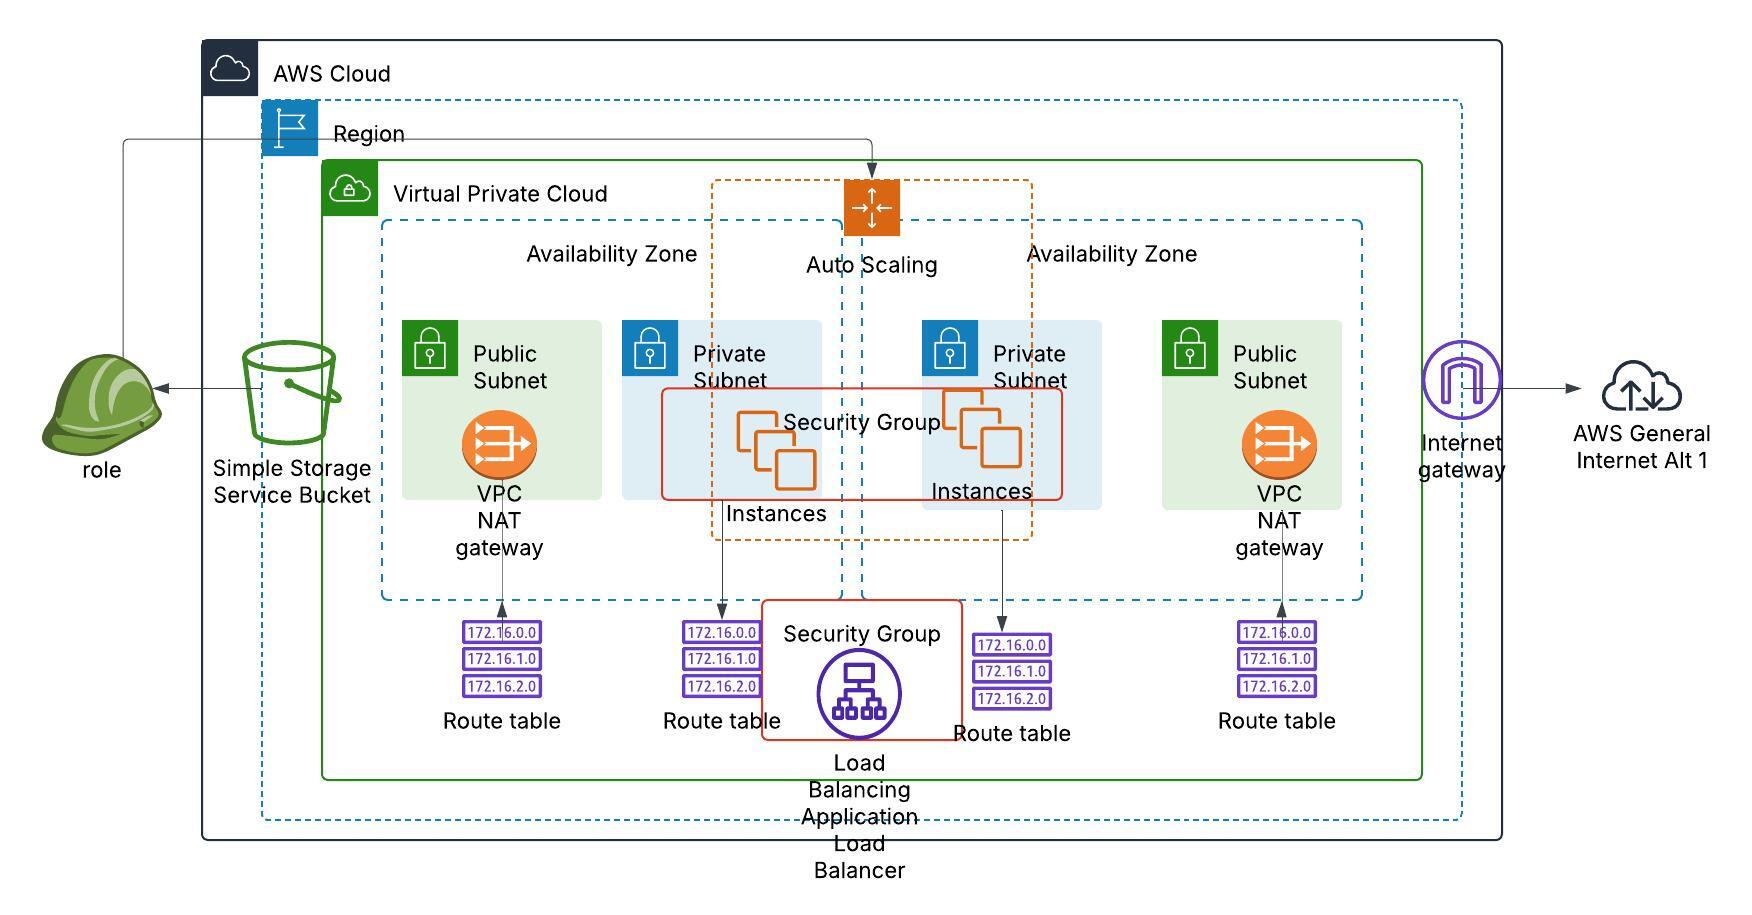 AWS Cloud
Region
Virtual Private Cloud
Availability Zone
Auto Scaling
Availability Zone
Public
Subnet
Private
Subnet
Private
Subnet
Public
Subnet
Security Group
Instances
Instances
VPC
NAT
gateway
VPC
NAT
gateway
role
Simple Storage
Service Bucket
Internet
gateway
AWS General
Internet Alt 1
172.16.0.0
172.16.1.0
172.16.2.0
Route table
172.16.0.0
172.16.1.0
172.16.2.0
Route table
Security Group
172.16.0.0
172.16.1.0
172.16.2.0
Route table
172.16.0.0
172.16.1.0
172.16.2.0
Route table
Load
Balancing
Application
Load
Balancer